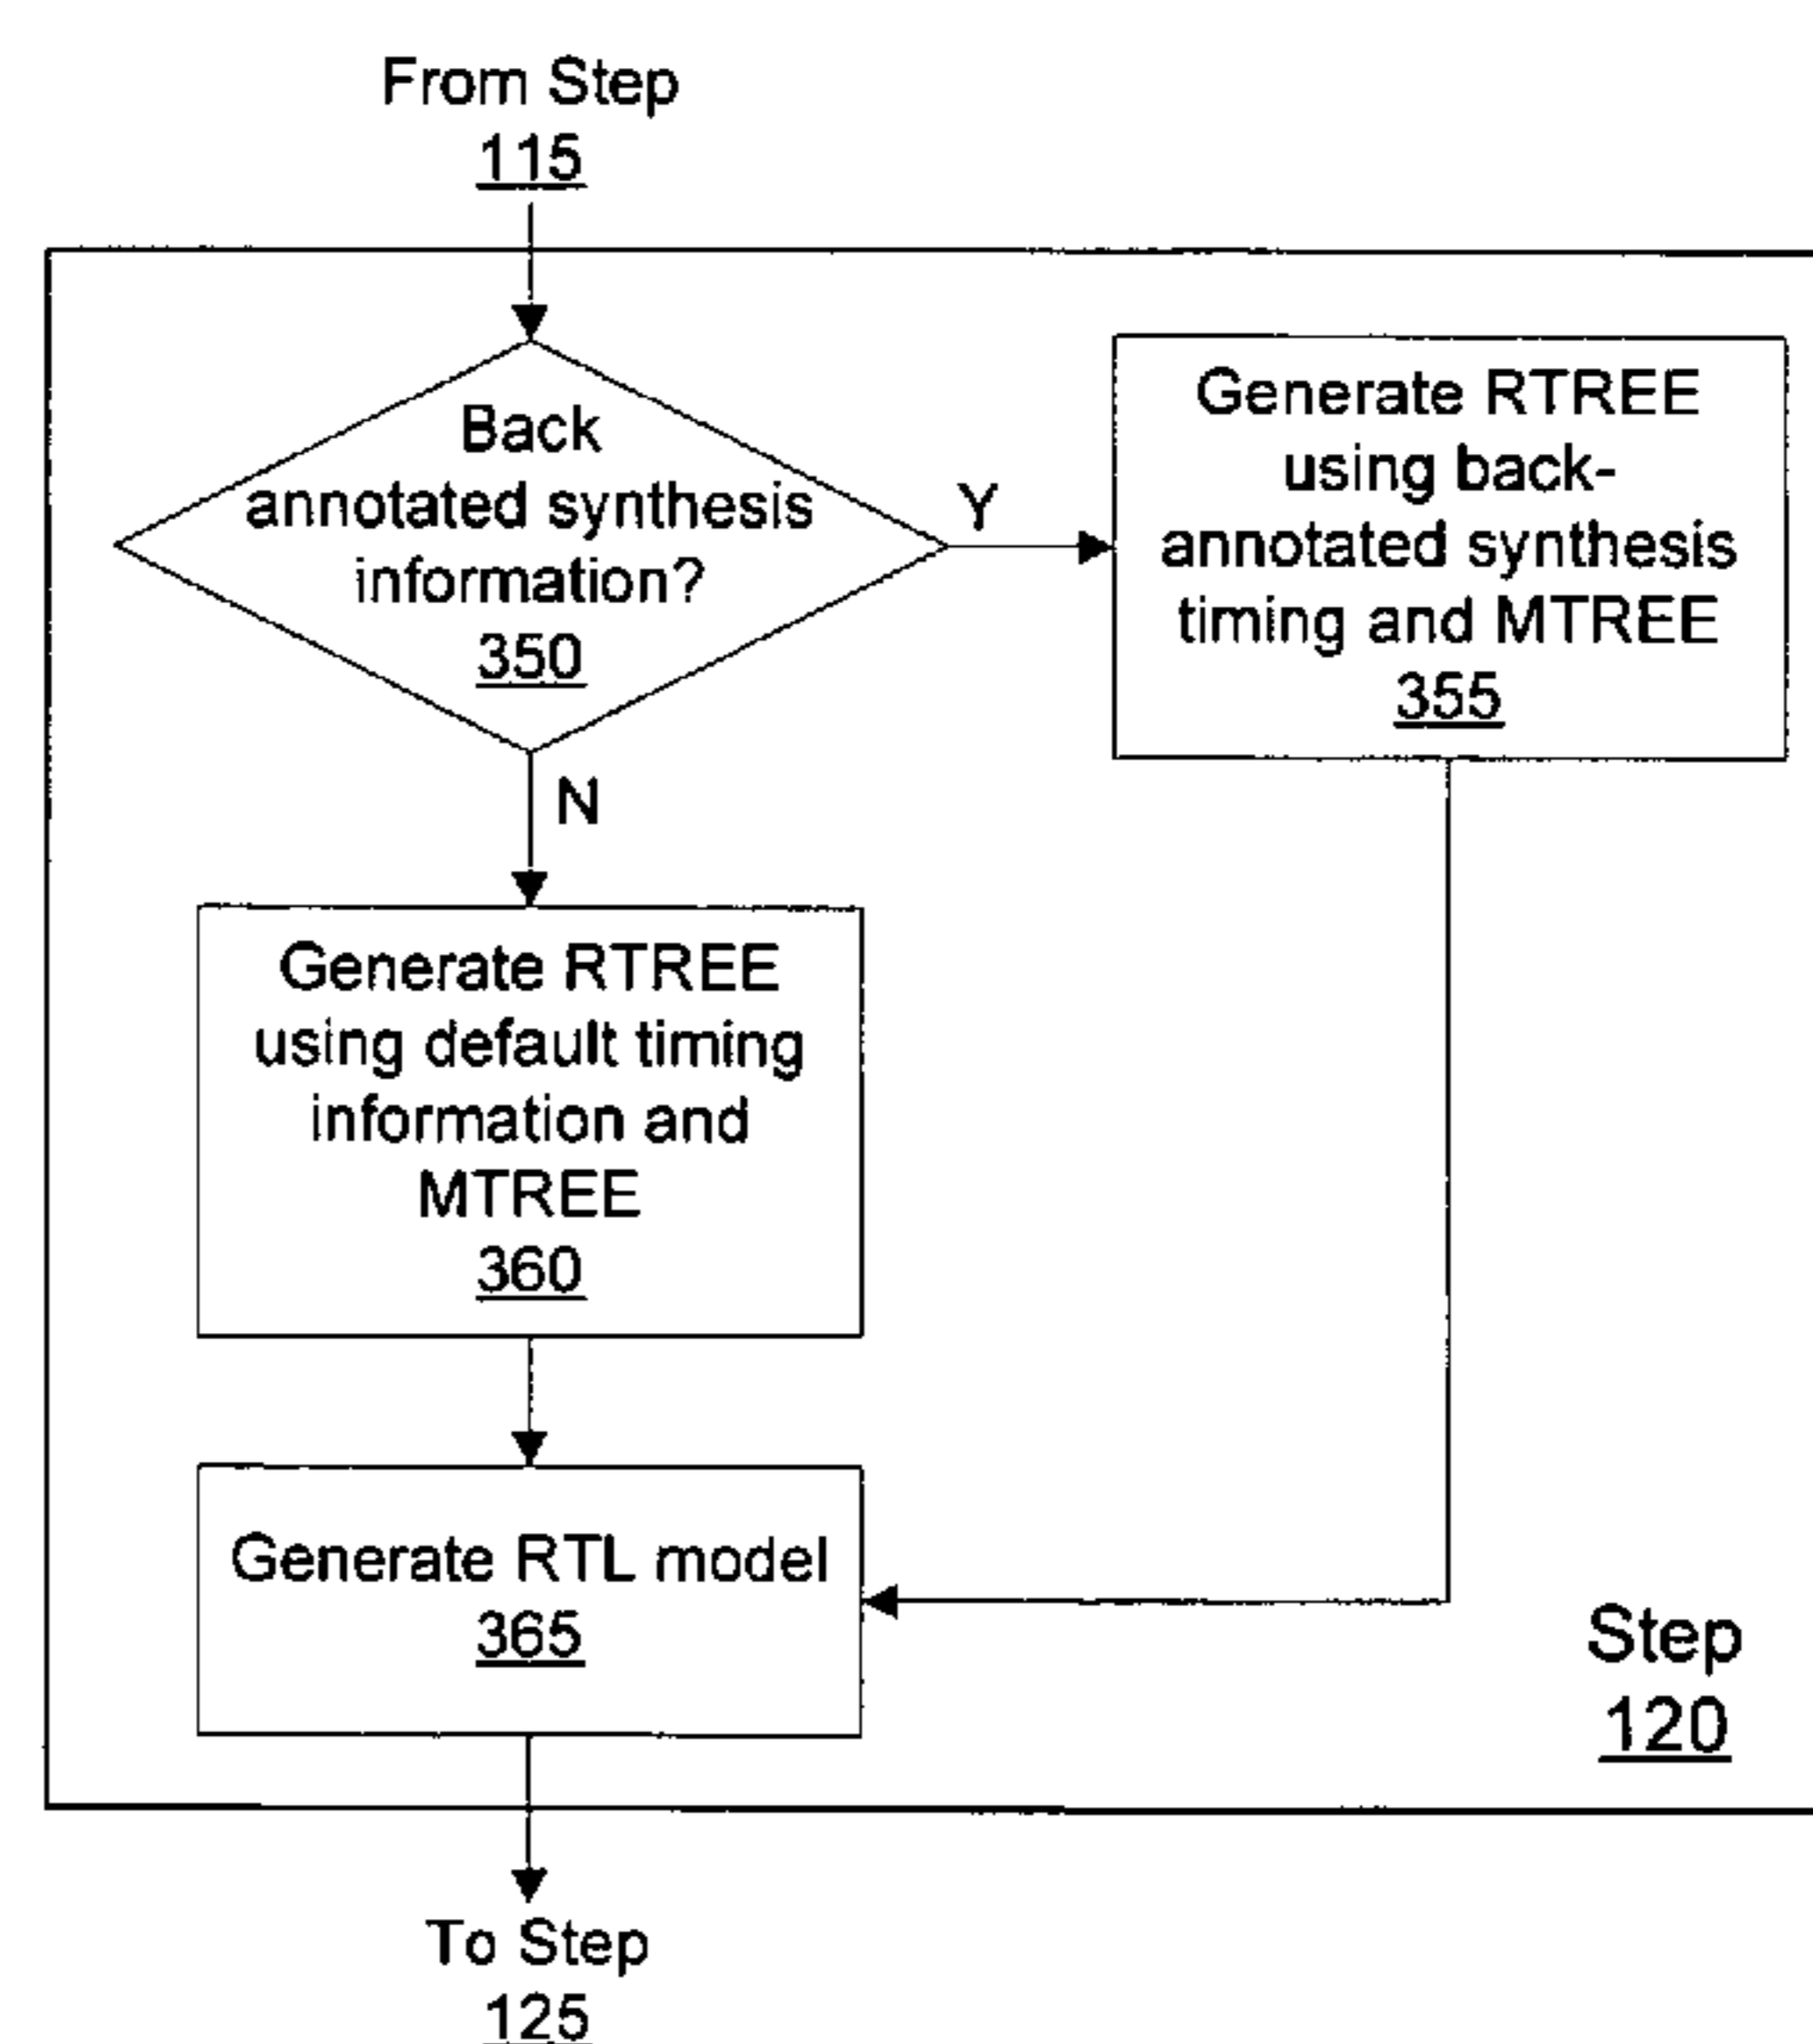 From Step
115
Back
annotated synthesis
information?
350
Y
Generate RTREE
using back-
annotated synthesis
timing and MTREE
355
N
Generate RTREE
using default timing
information and
MTREE
360
Generate RTL model
365
Step
120
To Step
125